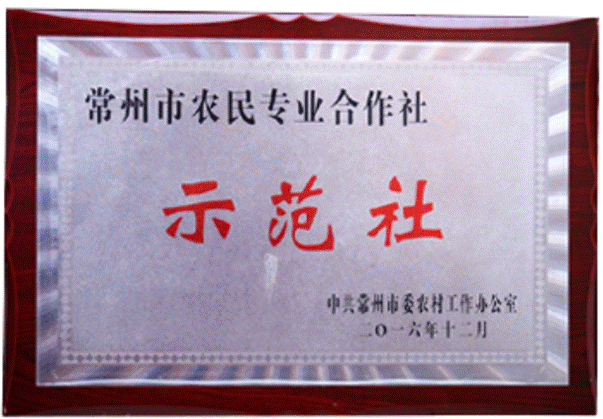 常州市农民专业合作社
示范社
中共常州市委农村工作办公室
二〇一六年十二月